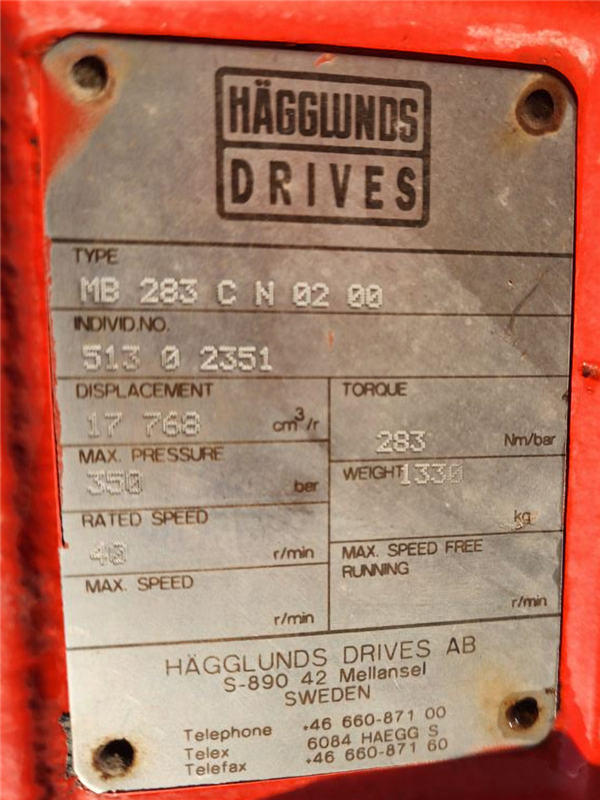 HÄGGLUNDS
DRIVES
TYPE
MB 283 C N 02 00
INDIVID.NO.
513 0 2351
DISPLACEMENT
17 768 cm³/r
TORQUE
283 Nm/bar
MAX. PRESSURE
350 bar
WEIGHT 1330
kg
RATED SPEED
40 r/min
MAX. SPEED FREE
RUNNING
r/min
MAX. SPEED
r/min
HÄGGLUNDS DRIVES AB
S-890 42 Mellansel
SWEDEN
Telephone +46 660-871 00
Telex 6084 HAEGG S
Telefax +46 660-871 60